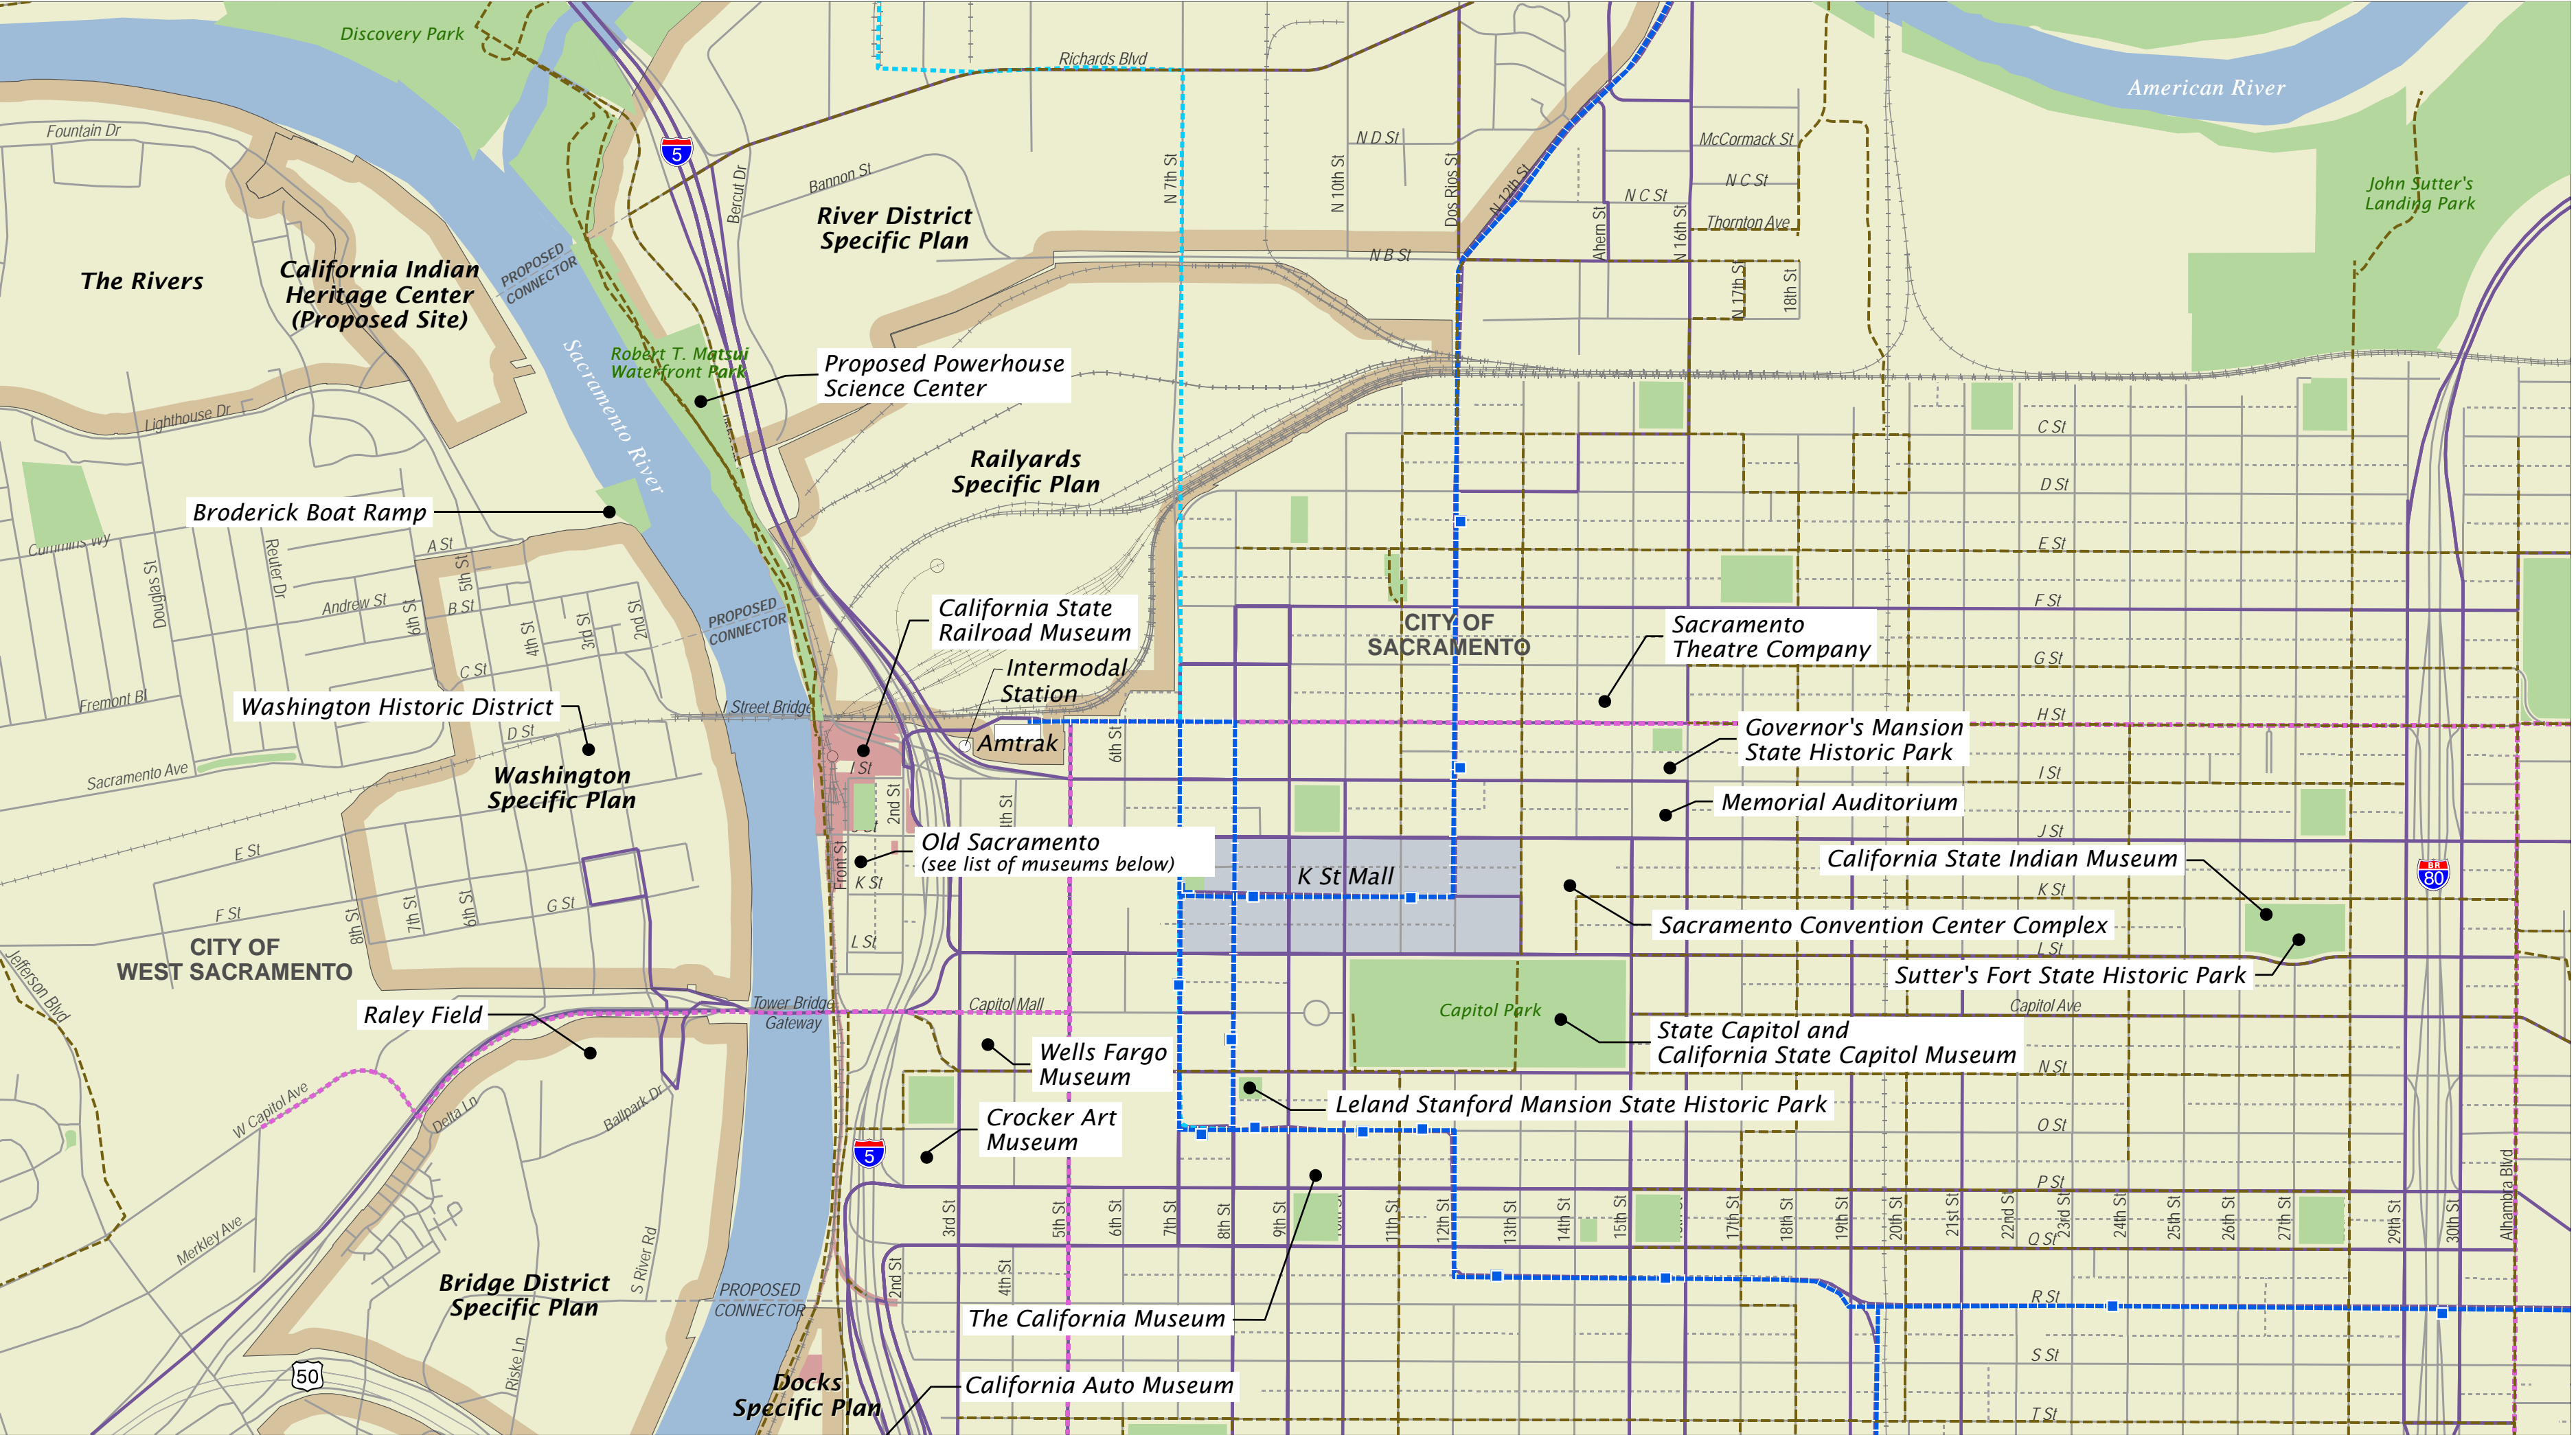 Discovery Park
Richards Blvd
American River
Fountain Dr
5
N D St
McCormack St
Bercut Dr
Bannon St
N 7th St
N 10th St
Dos Rios St
N 12th St
N C St
N C St
John Sutter's
Landing Park
River District
Specific Plan
Ahern St
N 16th St
Thornton Ave
The Rivers
California Indian
Heritage Center
(Proposed Site)
PROPOSED
CONNECTOR
N B St
N 17th St
18th St
Sacramento River
Robert T. Matsui
Waterfront Park
Proposed Powerhouse
Science Center
Lighthouse Dr
C St
Railyards
Specific Plan
D St
Broderick Boat Ramp
Cummins Wy
Douglas St
Reuter Dr
A St
5th St
E St
Andrew St
6th St
B St
4th St
3rd St
2nd St
PROPOSED
CONNECTOR
California State
Railroad Museum
F St
CITY OF
SACRAMENTO
Sacramento
Theatre Company
G St
Intermodal
Station
C St
Fremont Bl
Washington Historic District
I Street Bridge
H St
D St
6th St
Amtrak
Governor's Mansion
State Historic Park
Sacramento Ave
Washington
Specific Plan
I St
I St
2nd St
4th St
Memorial Auditorium
J St
J St
Old Sacramento
(see list of museums below)
E St
Front St
K St
K St Mall
California State Indian Museum
BR
80
K St
F St
8th St
7th St
6th St
G St
Sacramento Convention Center Complex
CITY OF
WEST SACRAMENTO
L St
L St
Sutter's Fort State Historic Park
Jefferson Blvd
Raley Field
Tower Bridge
Gateway
Capitol Mall
Capitol Park
Capitol Ave
State Capitol and
California State Capitol Museum
Wells Fargo
Museum
N St
W Capitol Ave
Delta Ln
Ballpark Dr
Leland Stanford Mansion State Historic Park
Crocker Art
Museum
5
O St
P St
Merkley Ave
3rd St
5th St
6th St
7th St
8th St
9th St
11th St
12th St
13th St
14th St
15th St
17th St
18th St
19th St
20th St
21st St
22nd St
23rd St
24th St
25th St
26th St
27th St
29th St
30th St
Alhambra Blvd
Q St
S River Rd
2nd St
4th St
Bridge District
Specific Plan
PROPOSED
CONNECTOR
R St
The California Museum
Riske Ln
S St
50
Docks
Specific Plan
California Auto Museum
T St